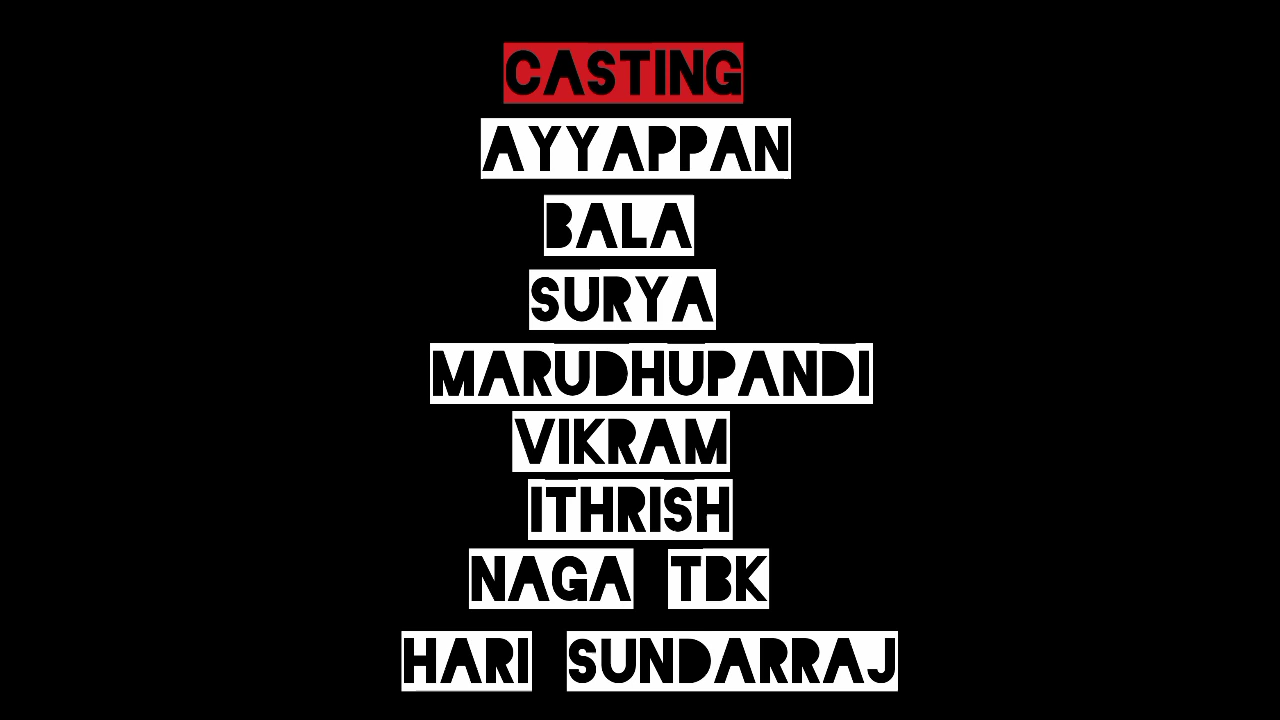 CASTING
AYYAPPAN
BALA
SURYA
MARUDHUPANDI
VIKRAM
ITHRISH
NAGA TBK
HARI SUNDARRAJ